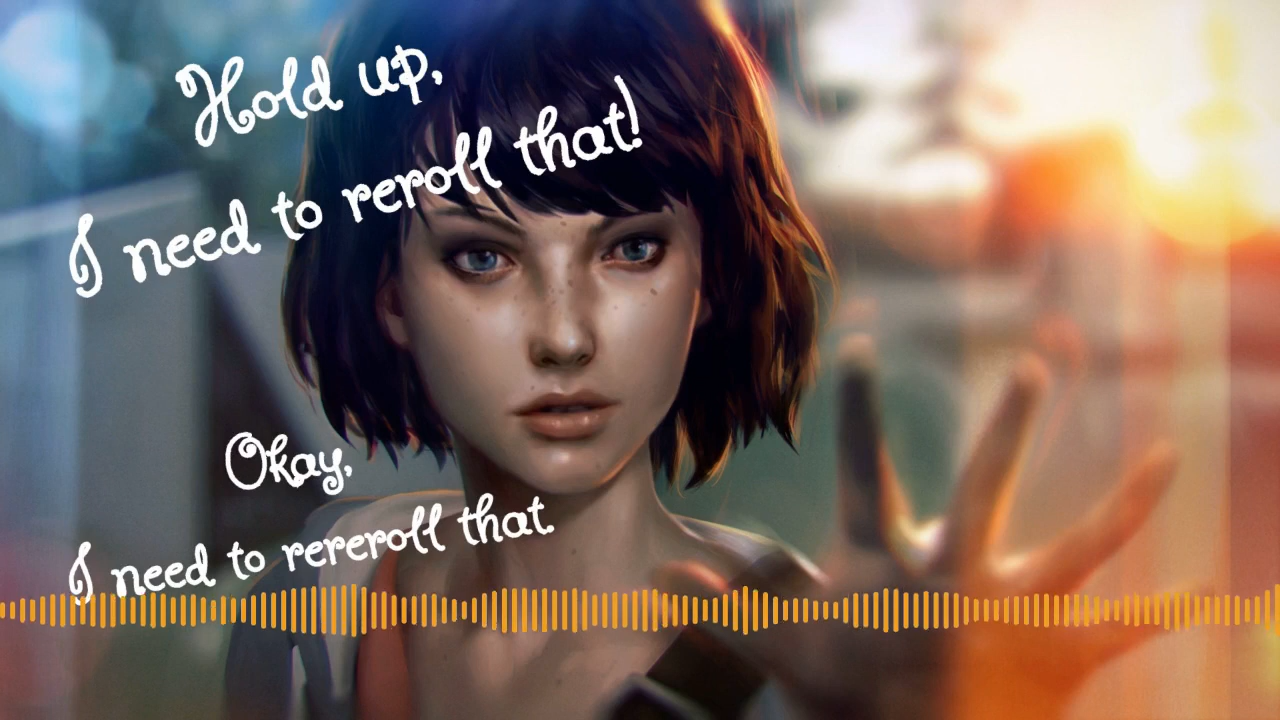 Hold up,
I need to reroll that!
Okay,
I need to rereroll that.